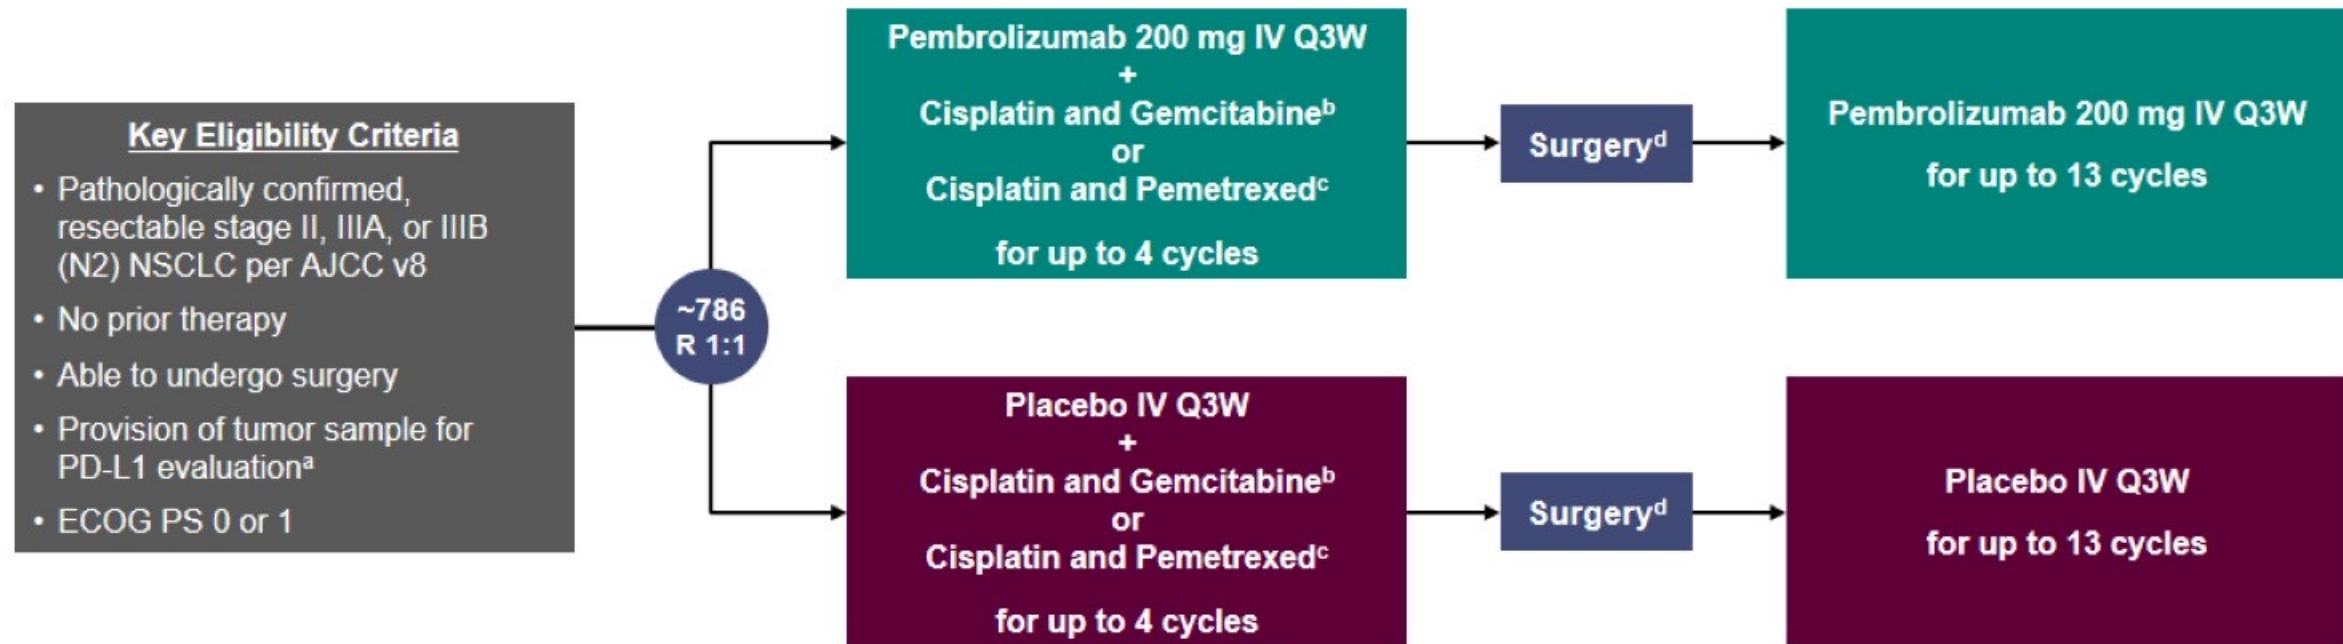 Key Eligibility Criteria
• Pathologically confirmed,
resectable stage II, IIIA, or IIIB
(N2) NSCLC per AJCC v8
• No prior therapy
• Able to undergo surgery
• Provision of tumor sample for
PD-L1 evaluationᵃ
• ECOG PS 0 or 1
~786
R 1:1
Pembrolizumab 200 mg IV Q3W
+
Cisplatin and Gemcitabineᵇ
or
Cisplatin and Pemetrexedᶜ
for up to 4 cycles
Surgeryᵈ
Pembrolizumab 200 mg IV Q3W
for up to 13 cycles
Placebo IV Q3W
+
Cisplatin and Gemcitabineᵇ
or
Cisplatin and Pemetrexedᶜ
for up to 4 cycles
Surgeryᵈ
Placebo IV Q3W
for up to 13 cycles